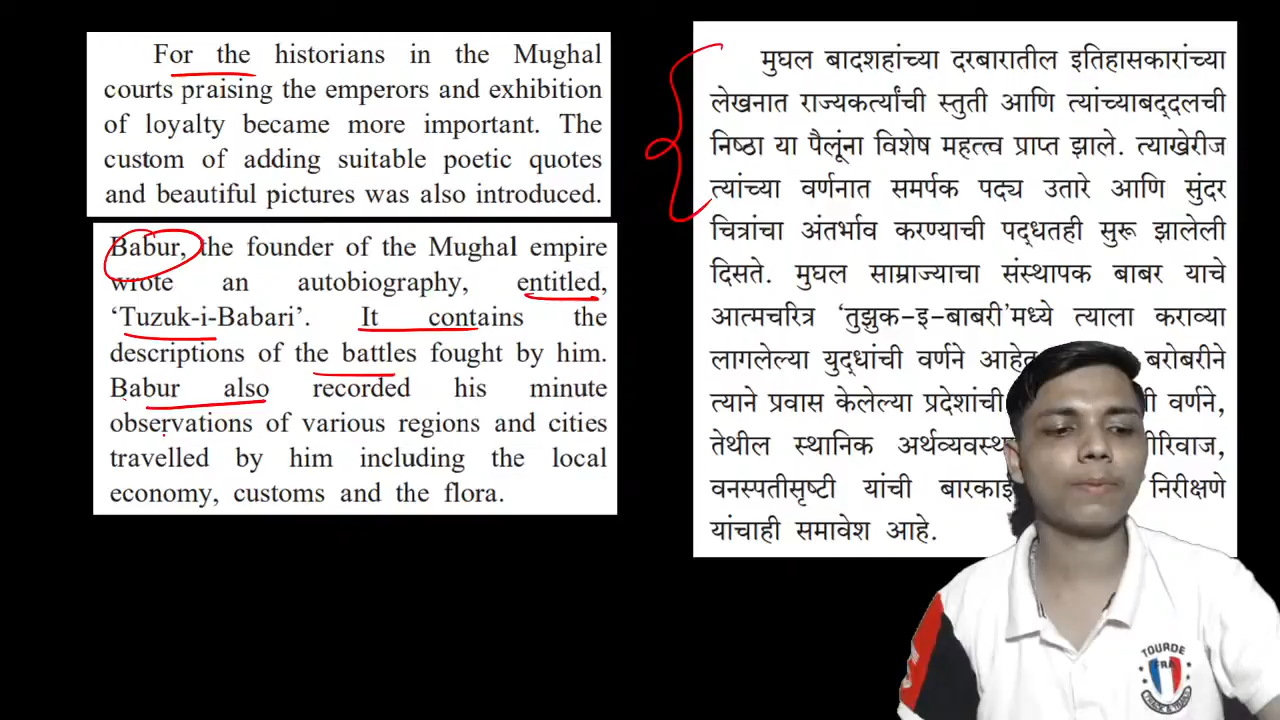 For the historians in the Mughal
courts praising the emperors and exhibition
of loyalty became more important. The
custom of adding suitable poetic quotes
and beautiful pictures was also introduced.
Babur, the founder of the Mughal empire
wrote an autobiography, entitled,
‘Tuzuk-i-Babari’. It contains the
descriptions of the battles fought by him.
Babur also recorded his minute
observations of various regions and cities
travelled by him including the local
economy, customs and the flora.
मुघल बादशहांच्या दरबारातील इतिहासकारांच्या
लेखनात राज्यकर्त्यांची स्तुती आणि त्यांच्याबद्दलची
निष्ठा या पैलूंना विशेष महत्त्व प्राप्त झाले. त्याखेरीज
त्यांच्या वर्णनात समर्पक पद्य उतारे आणि सुंदर
चित्रांचा अंतर्भाव करण्याची पद्धतही सुरू झालेली
दिसते. मुघल साम्राज्याचा संस्थापक बाबर याचे
आत्मचरित्र ‘तुझुक-इ-बाबरी’मध्ये त्याला कराव्या
लागलेल्या युद्धांची वर्णने बरोबरीने
त्याने प्रवास केलेल्या प्रदेशांची वर्णने,
तेथील स्थानिक
वनस्पतीसृष्टी यांची निरीक्षणे
यांचाही समावेश आहे.
TOURDE
FRA